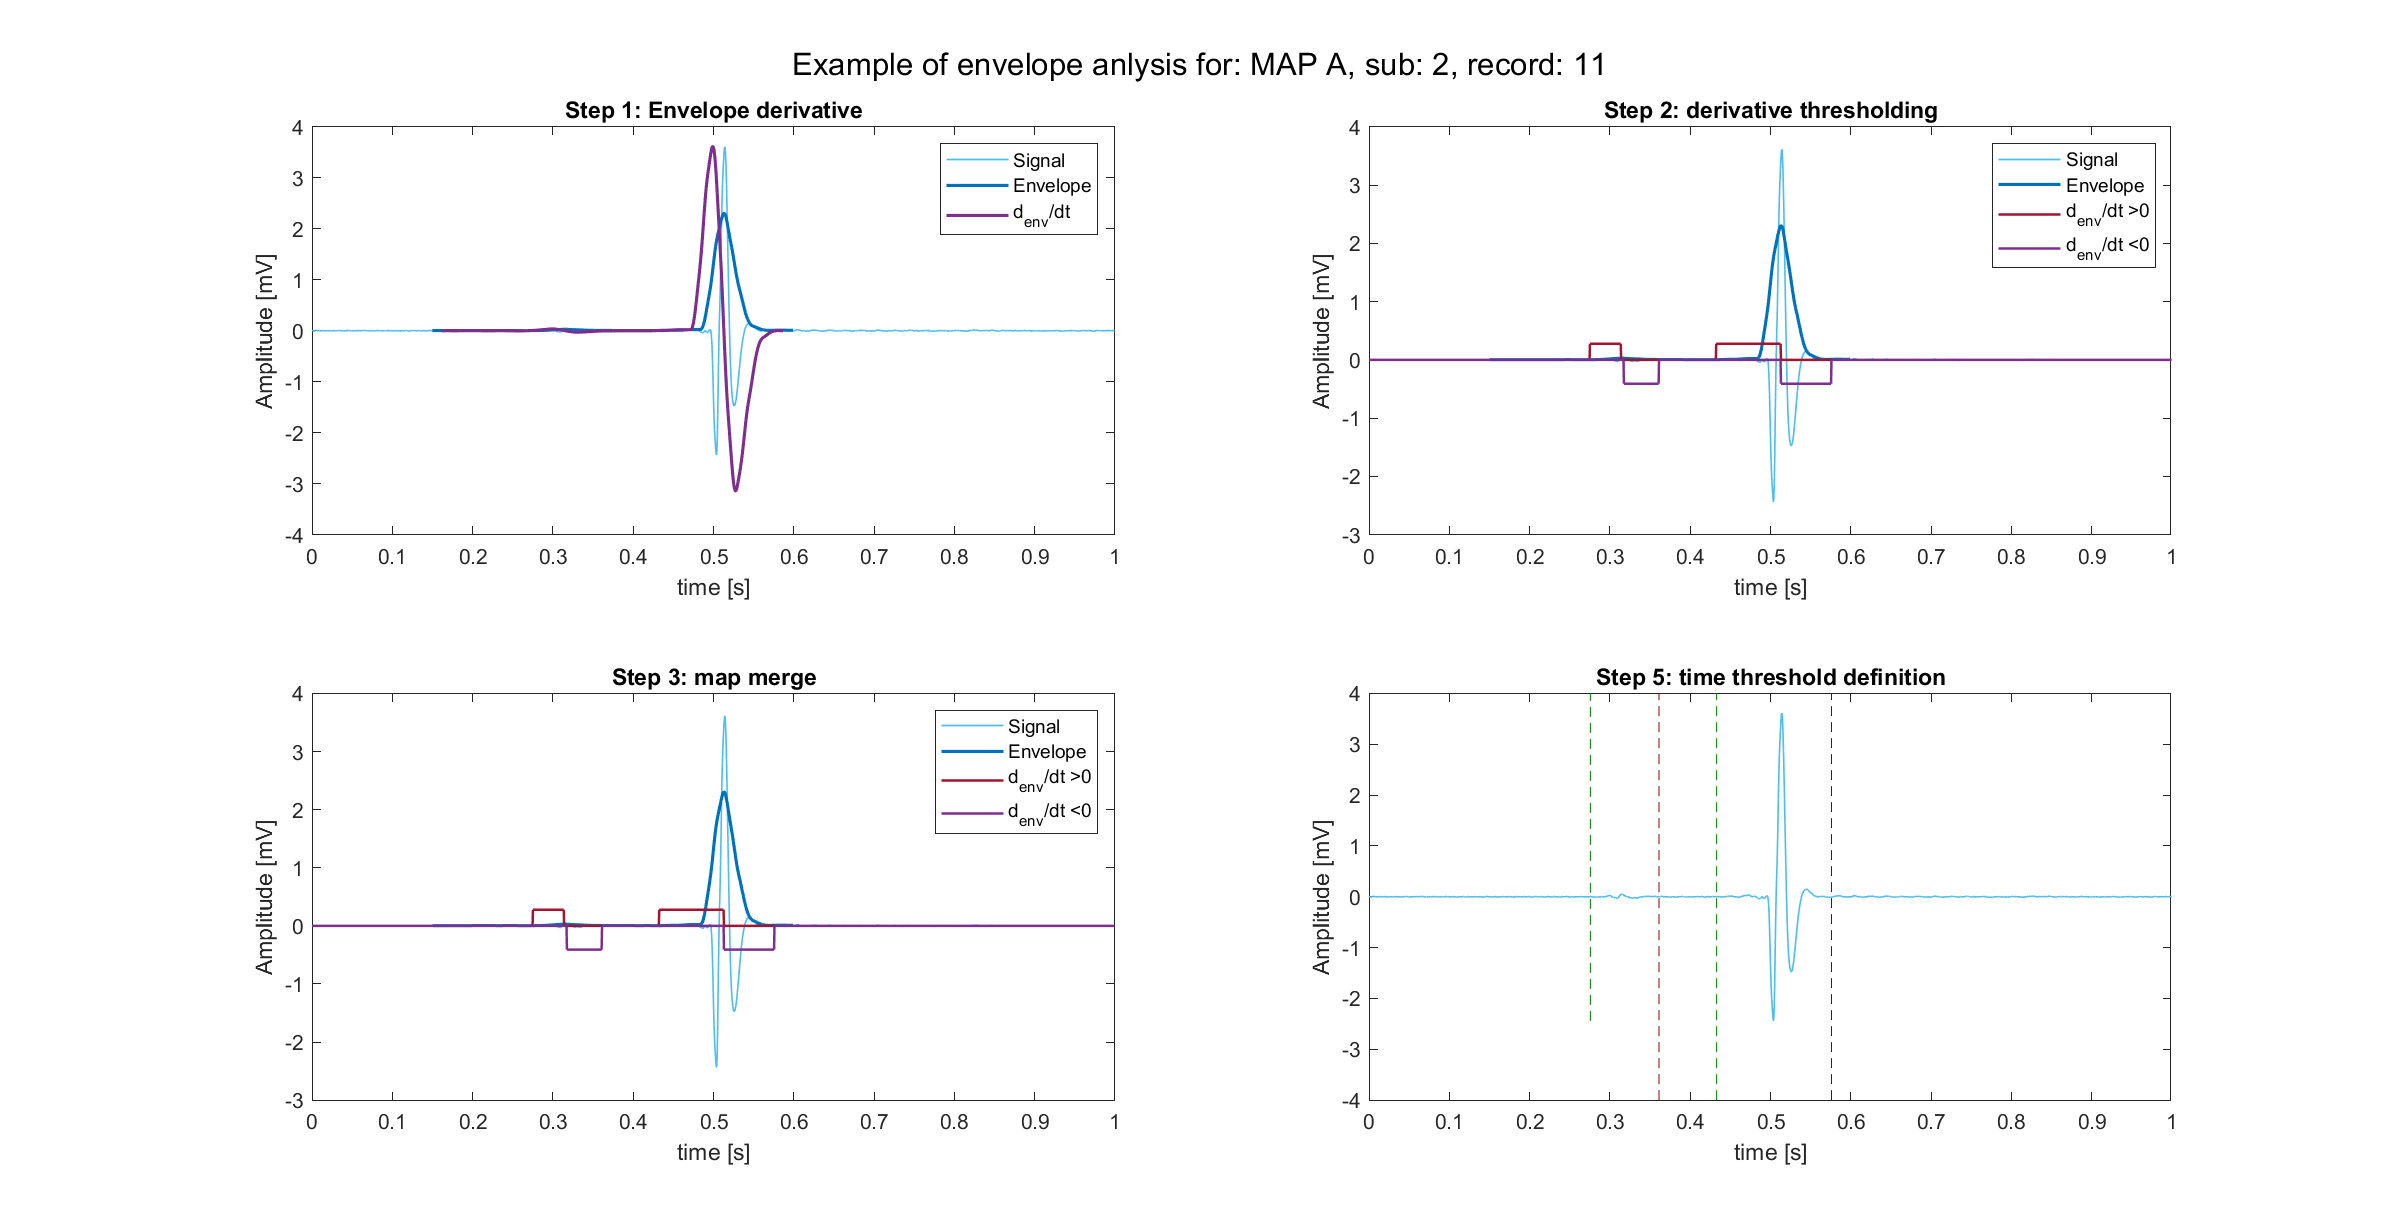 Example of envelope anlysis for: MAP A, sub: 2, record: 11
Step 1: Envelope derivative
4
3
2
1
0
-1
-2
-3
-4
Amplitude [mV]
0 0.1 0.2 0.3 0.4 0.5 0.6 0.7 0.8 0.9 1
time [s]
Signal
Envelope
d_env/dt
Step 2: derivative thresholding
4
3
2
1
0
-1
-2
-3
Amplitude [mV]
0 0.1 0.2 0.3 0.4 0.5 0.6 0.7 0.8 0.9 1
time [s]
Signal
Envelope
d_env/dt >0
d_env/dt <0
Step 3: map merge
4
3
2
1
0
-1
-2
-3
Amplitude [mV]
0 0.1 0.2 0.3 0.4 0.5 0.6 0.7 0.8 0.9 1
time [s]
Signal
Envelope
d_env/dt >0
d_env/dt <0
Step 5: time threshold definition
4
3
2
1
0
-1
-2
-3
-4
Amplitude [mV]
0 0.1 0.2 0.3 0.4 0.5 0.6 0.7 0.8 0.9 1
time [s]